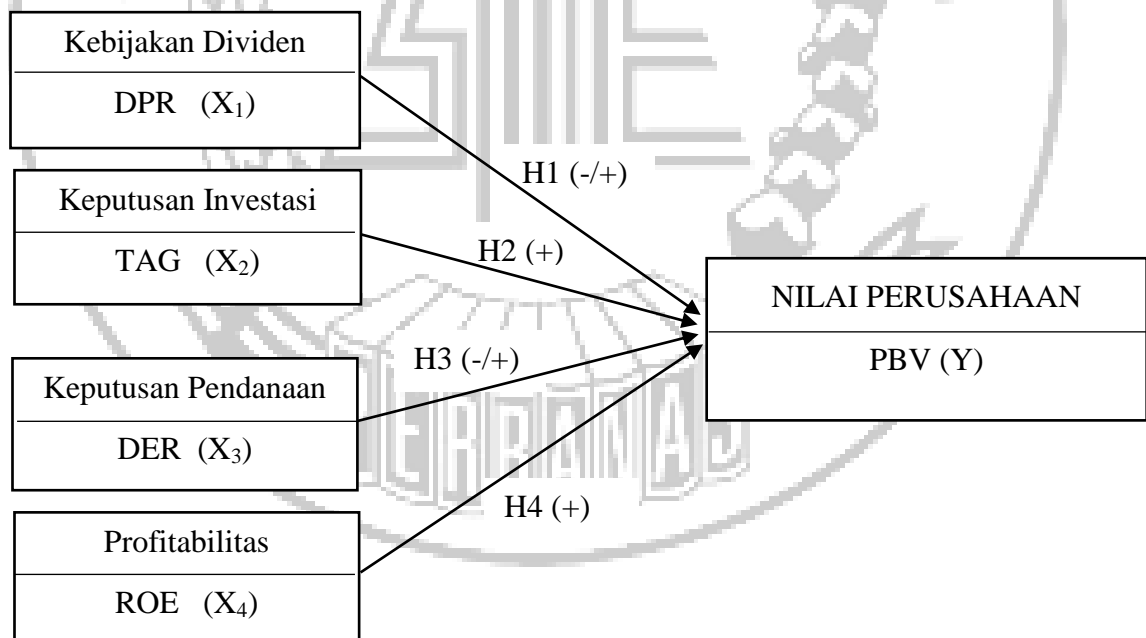 Kebijakan Dividen
DPR (X₁)
H1 (-/+)
Keputusan Investasi
TAG (X₂)
H2 (+)
NILAI PERUSAHAAN
PBV (Y)
H3 (-/+)
Keputusan Pendanaan
DER (X₃)
H4 (+)
Profitabilitas
ROE (X₄)